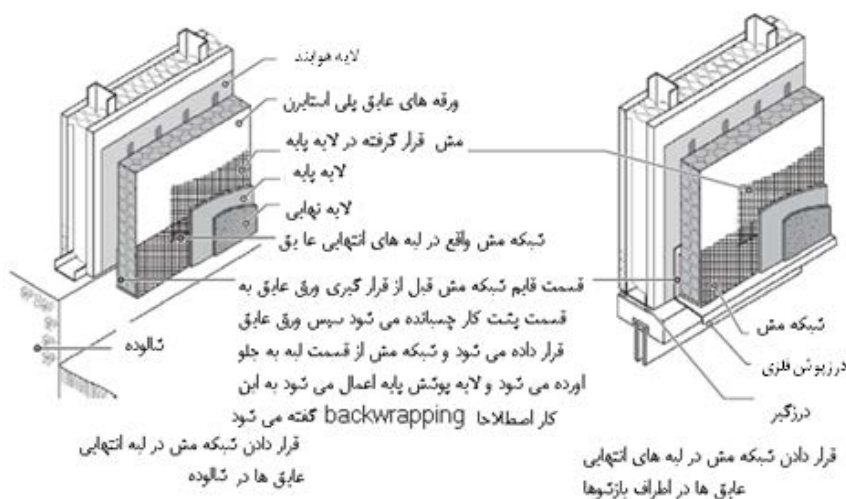 لایه هوابند
ورقه های عایق پلی استایرن
مش قرار گرفته در لایه پایه
لایه پایه
لایه نهایی
شبکه مش واقع در لبه های انتهایی عا یق
قسمت قایم شبکه مش قبل از قرار گیری ورق عایق به
قسمت پشت کار چسبانده می شود سپس ورق عایق
قرار داده می شود و شبکه مش از قسمت لبه به جلو
اورده می شود و لایه پوشش پایه اعمال می شود به این
کار اصطلاحا backwrapping گفته می شود
شالوده
قرار دادن شبکه مش در لبه انتهایی
عایق ها در شالوده
شبکه مش
درزپوش فلزی
درزگیر
قرار دادن شبکه مش در لبه های انتهایی
عایق ها در اطراف بازشوها